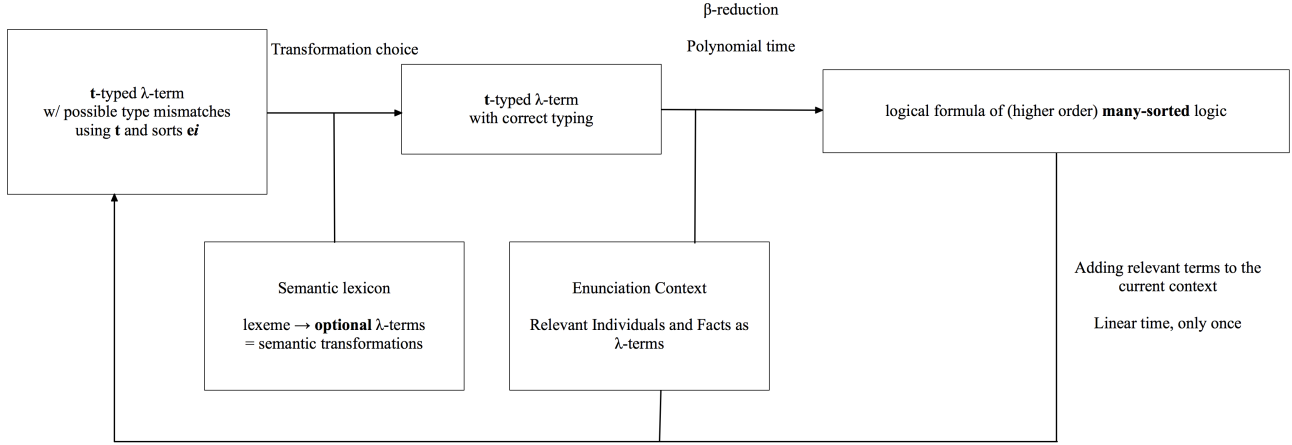 β-reduction
Polynomial time
Transformation choice
t-typed λ-term
w/ possible type mismatches
using t and sorts ei
t-typed λ-term
with correct typing
logical formula of (higher order) many-sorted logic
Semantic lexicon
lexeme → optional λ-terms
= semantic transformations
Enunciation Context
Relevant Individuals and Facts as
λ-terms
Adding relevant terms to the
current context
Linear time, only once